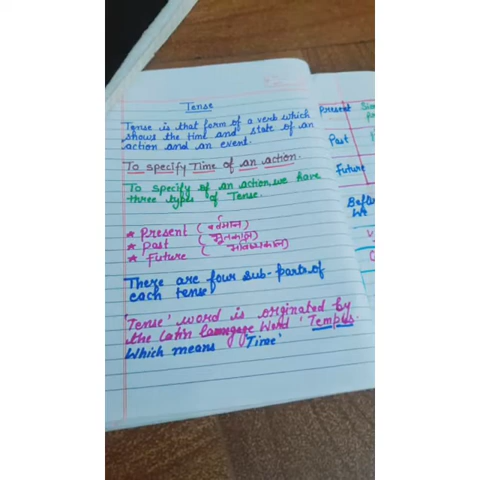 Tense
Tense is that form of a verb which
shows the time and state of an
action and an event.
To specify Time of an action.
To specify of an action, we have
three types of Tense.
* Present (वर्तमान)
* Past (भूतकाल)
* Future (भविष्यकाल)
There are four sub-parts of
each tense
'Tense' word is originated by
the Latin language word 'Tempus.
Which means 'Time'
Present
Past
Future
We